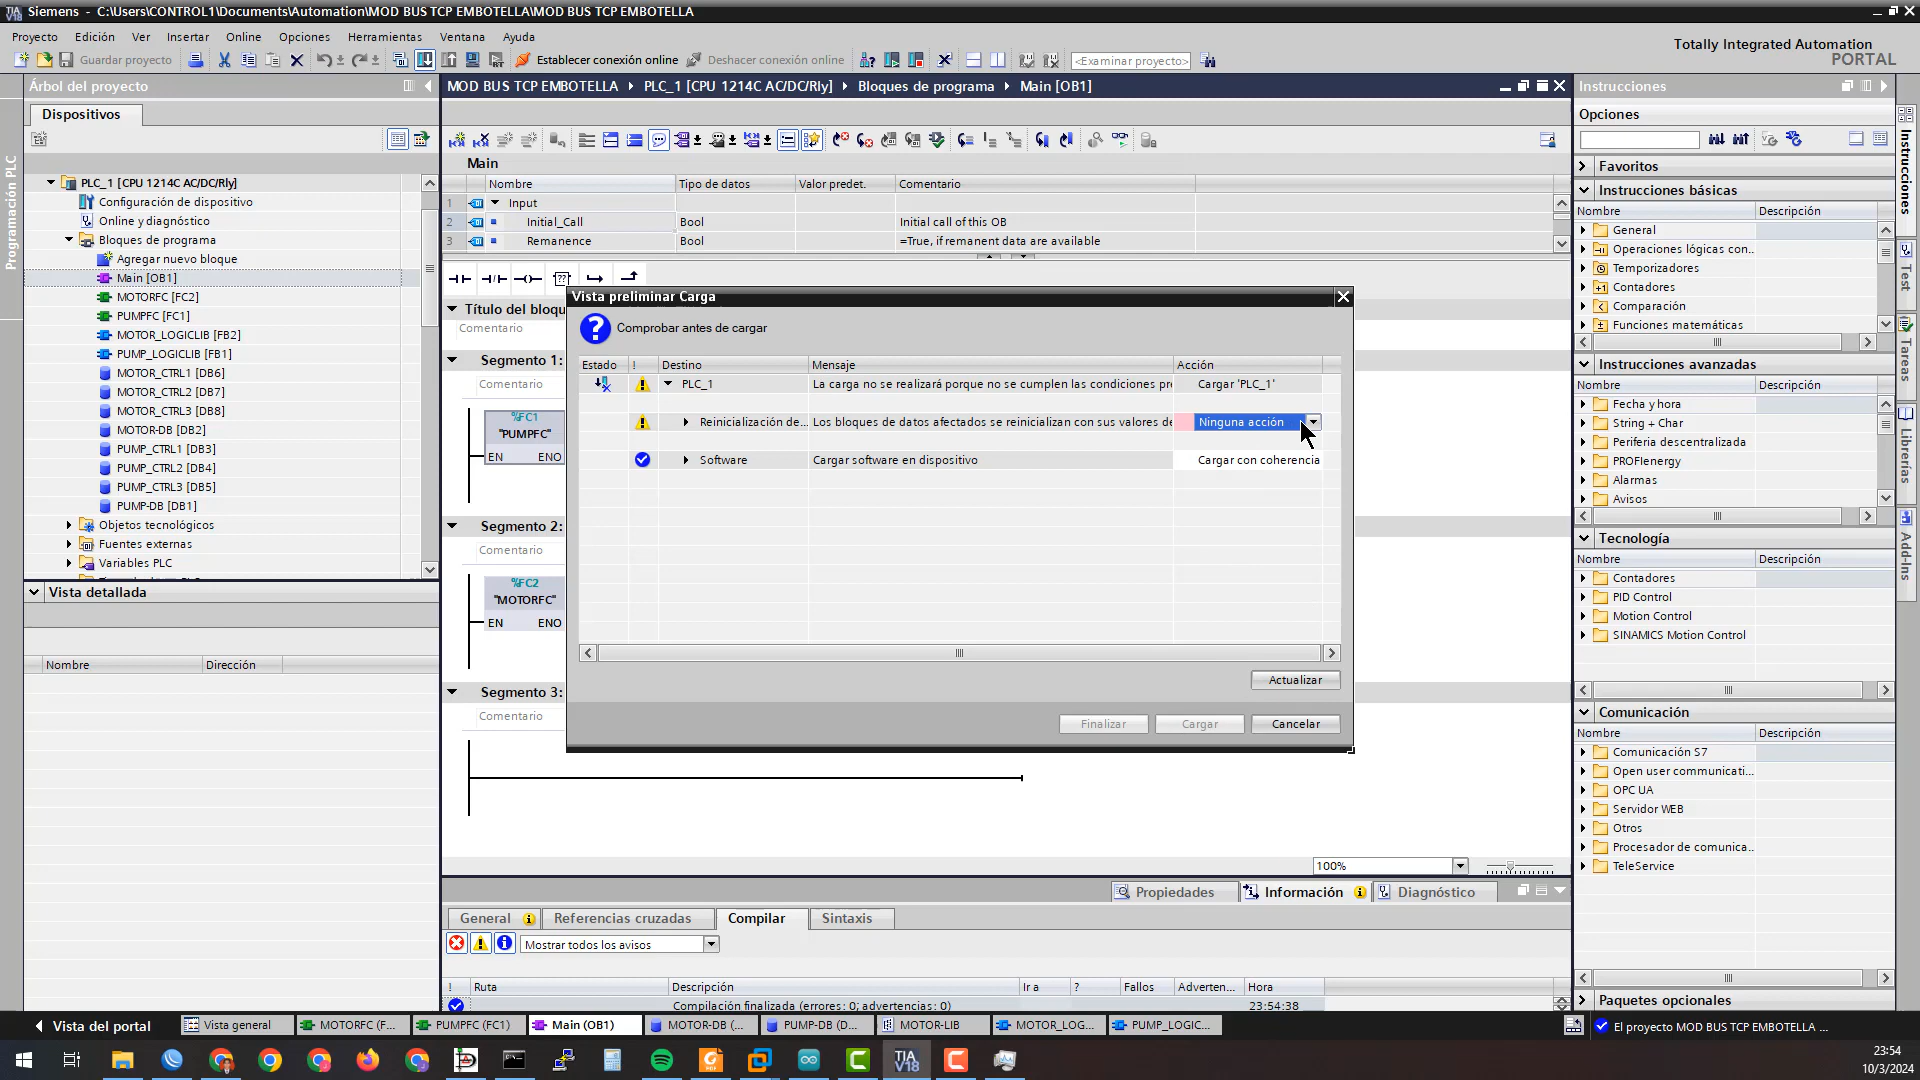 Siemens - C:\Users\CONTROL1\Documents\Automation\MOD BUS TCP EMBOTELLA\MOD BUS TCP EMBOTELLA
Proyecto Edición Ver Insertar Online Opciones Herramientas Ventana Ayuda
Totally Integrated Automation
PORTAL
Guardar proyecto Establecer conexión online Deshacer conexión online <Examinar proyecto>
Árbol del proyecto
Dispositivos
Programación PLC
PLC_1 [CPU 1214C AC/DC/Rly]
Configuración de dispositivo
Online y diagnóstico
Bloques de programa
Agregar nuevo bloque
Main [OB1]
MOTORFC [FC2]
PUMPFC [FC1]
MOTOR_LOGICLIB [FB2]
PUMP_LOGICLIB [FB1]
MOTOR_CTRL1 [DB6]
MOTOR_CTRL2 [DB7]
MOTOR_CTRL3 [DB8]
MOTOR-DB [DB2]
PUMP_CTRL1 [DB3]
PUMP_CTRL2 [DB4]
PUMP_CTRL3 [DB5]
PUMP-DB [DB1]
Objetos tecnológicos
Fuentes externas
Variables PLC
Vista detallada
Nombre Dirección
MOD BUS TCP EMBOTELLA PLC_1 [CPU 1214C AC/DC/Rly] Bloques de programa Main [OB1]
Main
Nombre Tipo de datos Valor predet. Comentario
1 Input
2 Initial_Call Bool Initial call of this OB
3 Remanence Bool =True, if remanent data are available
Título del bloqu
Comentario
Segmento 1:
Comentario
%FC1
"PUMPFC"
EN ENO
Segmento 2:
Comentario
%FC2
"MOTORFC"
EN ENO
Segmento 3:
Comentario
Vista preliminar Carga
Comprobar antes de cargar
Estado ! Destino Mensaje Acción
PLC_1 La carga no se realizará porque no se cumplen las condiciones pre Cargar 'PLC_1'
Reinicialización de... Los bloques de datos afectados se reinicializan con sus valores de Ninguna acción
Software Cargar software en dispositivo Cargar con coherencia
Actualizar
Finalizar Cargar Cancelar
100%
Propiedades Información Diagnóstico
General Referencias cruzadas Compilar Sintaxis
Mostrar todos los avisos
! Ruta Descripción Ir a ? Fallos Adverten... Hora
Compilación finalizada (errores: 0; advertencias: 0) 23:54:38
Instrucciones
Opciones
Favoritos
Instrucciones básicas
Nombre Descripción
General
Operaciones lógicas con..
Temporizadores
Contadores
Comparación
Funciones matemáticas
Instrucciones avanzadas
Nombre Descripción
Fecha y hora
String + Char
Periferia descentralizada
PROFIenergy
Alarmas
Avisos
Tecnología
Nombre Descripción
Contadores
PID Control
Motion Control
SINAMICS Motion Control
Comunicación
Nombre Descripción
Comunicación S7
Open user communicati...
OPC UA
Servidor WEB
Otros
Procesador de comunica..
TeleService
Paquetes opcionales
Instrucciones
Test
Tareas
Librerías
Add-Ins
Vista del portal Vista general MOTORFC (F... PUMPFC (FC1) Main (OB1) MOTOR-DB (... PUMP-DB (D... MOTOR-LIB MOTOR_LOG... PUMP_LOGIC...
El proyecto MOD BUS TCP EMBOTELLA ...
TIA
V18
23:54
10/3/2024